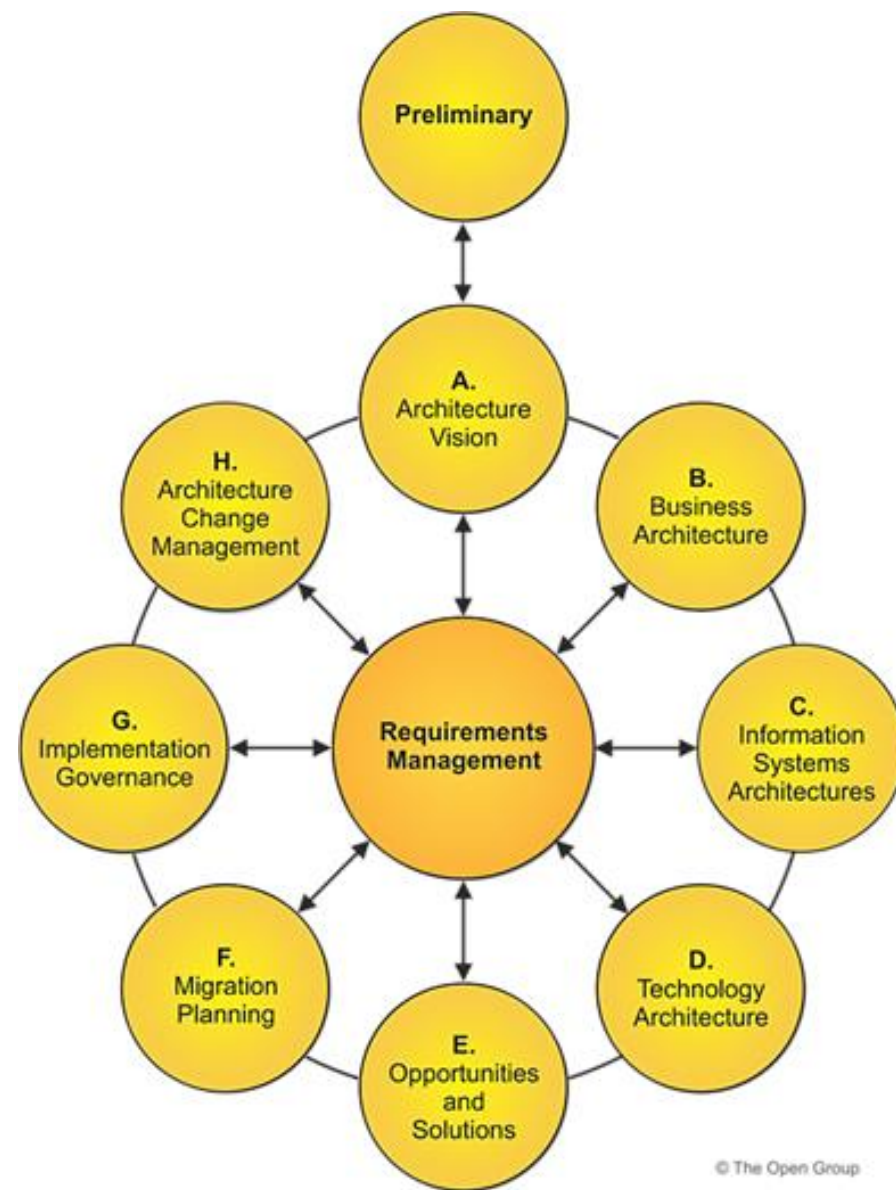 Preliminary
A.
Architecture
Vision
B.
Business
Architecture
C.
Information
Systems
Architectures
D.
Technology
Architecture
E.
Opportunities
and
Solutions
F.
Migration
Planning
G.
Implementation
Governance
H.
Architecture
Change
Management
Requirements
Management
© The Open Group